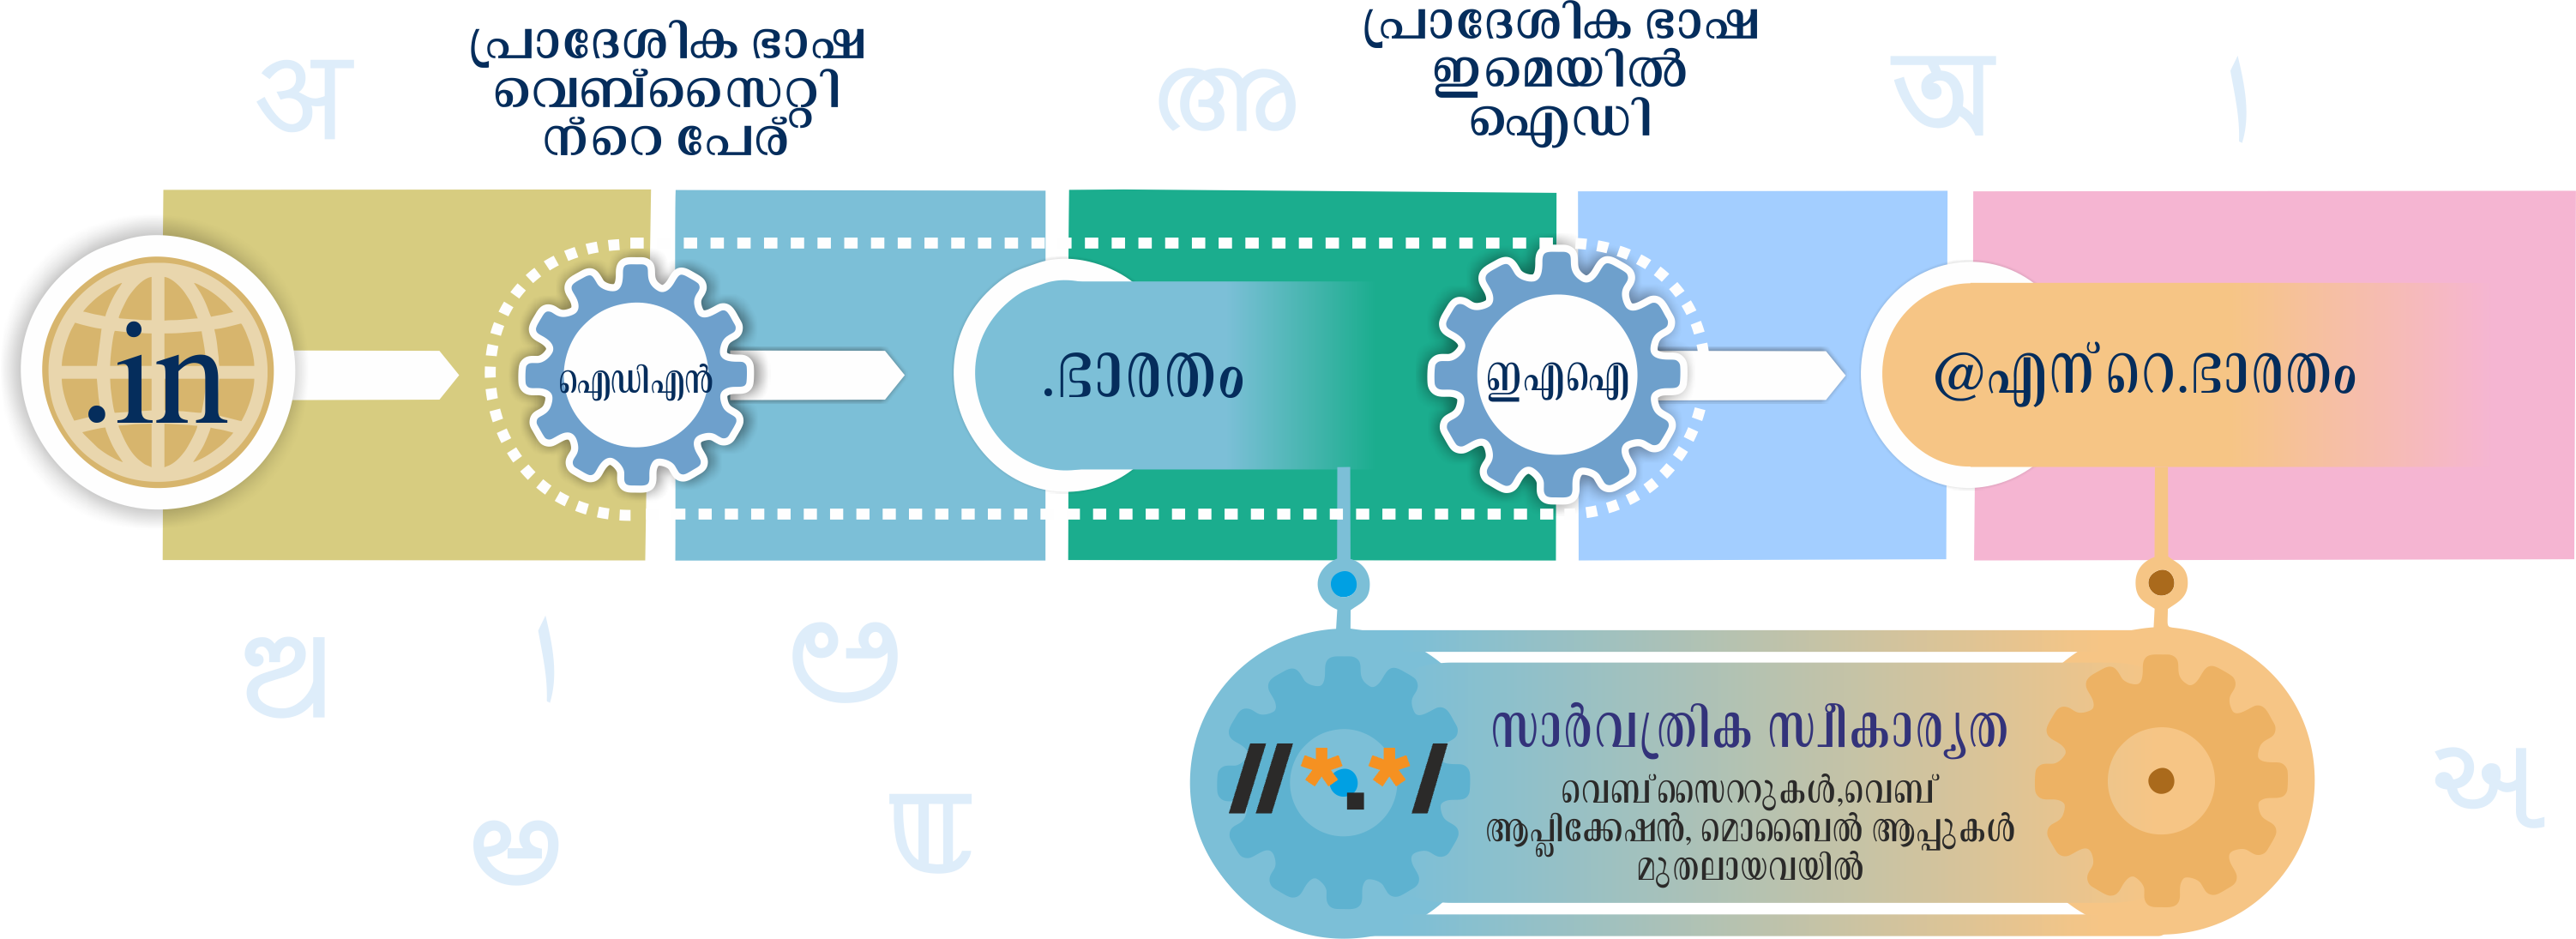 പ്രാദേശിക ഭാഷ
വെബ്സൈറ്റി
ന്റെ പേര്
പ്രാദേശിക ഭാഷ
ഇമെയിൽ
ഐഡി
अ
അ
অ
ا
.in
ഐഡിഎൻ
.ഭാരതം
ഇഎഐ
@എന്റെ.ഭാരതം
ଅ
ا
ಅ
అ
ꯑ
અ
//*.*/
സാർവത്രിക സ്വീകാര്യത
വെബ്സൈററുകൾ,വെബ്
ആപ്ലിക്കേഷൻ, മൊബൈൽ ആപ്പുകൾ
മുതലായവയിൽ